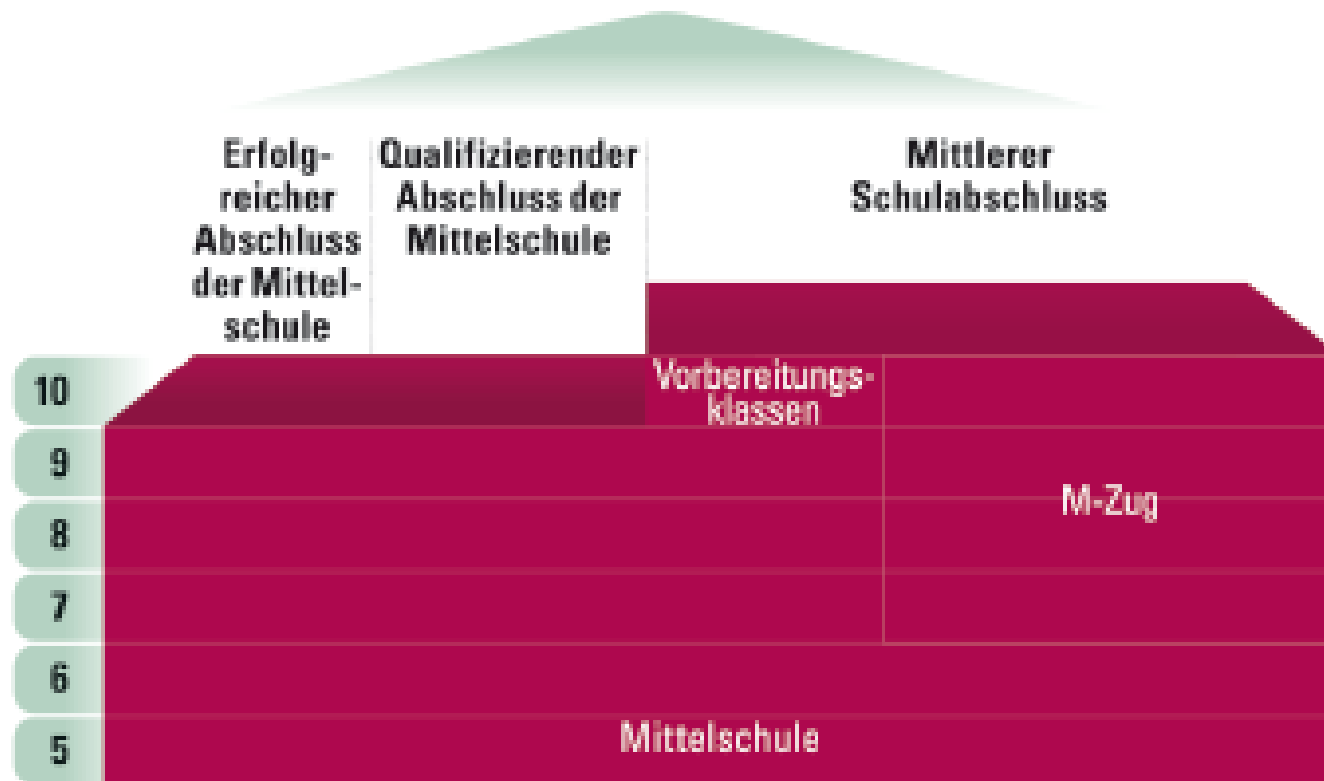 Erfolg-
reicher
Abschluss
der Mittel-
schule
Qualifizierender
Abschluss der
Mittelschule
Mittlerer
Schulabschluss
10
Vorbereitungs-
klassen
9
M-Zug
8
7
6
5
Mittelschule